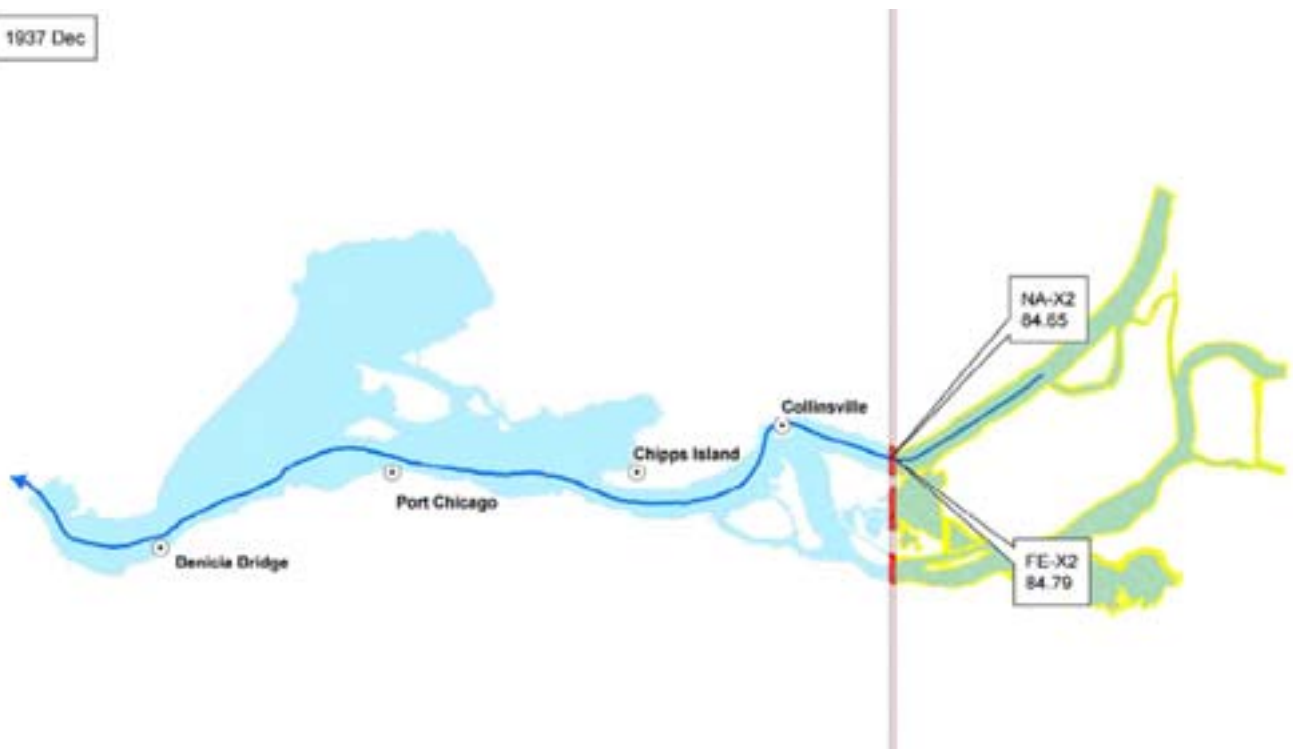 1937 Dec
NA-X2
84.65
Collinsville
Chipps Island
Port Chicago
Benicia Bridge
FE-X2
84.79